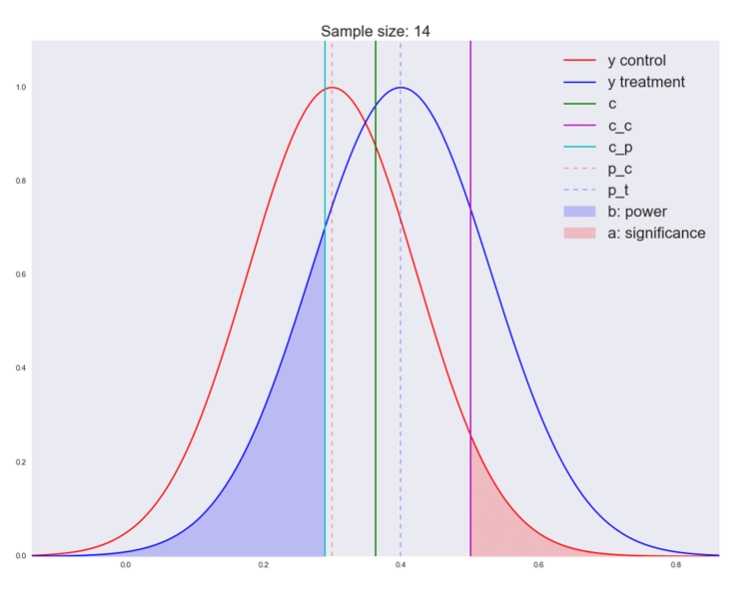 Sample size: 14
y control
y treatment
c
c_c
c_p
p_c
p_t
b: power
a: significance
1.0
0.8
0.6
0.4
0.2
0.0
0.0 0.2 0.4 0.6 0.8